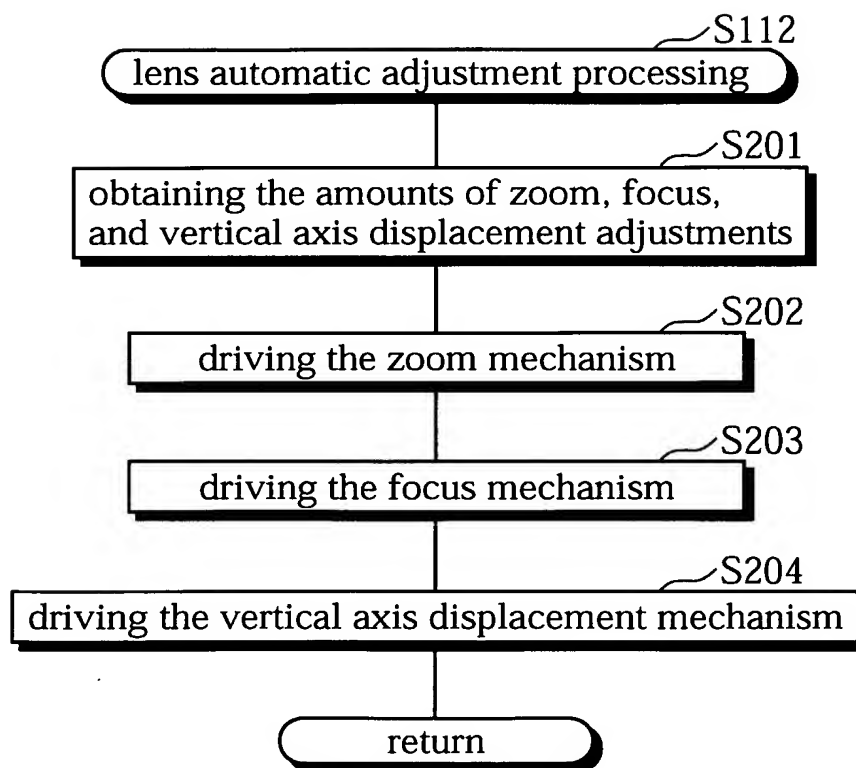 S112
lens automatic adjustment processing
S201
obtaining the amounts of zoom, focus,
and vertical axis displacement adjustments
S202
driving the zoom mechanism
S203
driving the focus mechanism
S204
driving the vertical axis displacement mechanism
return